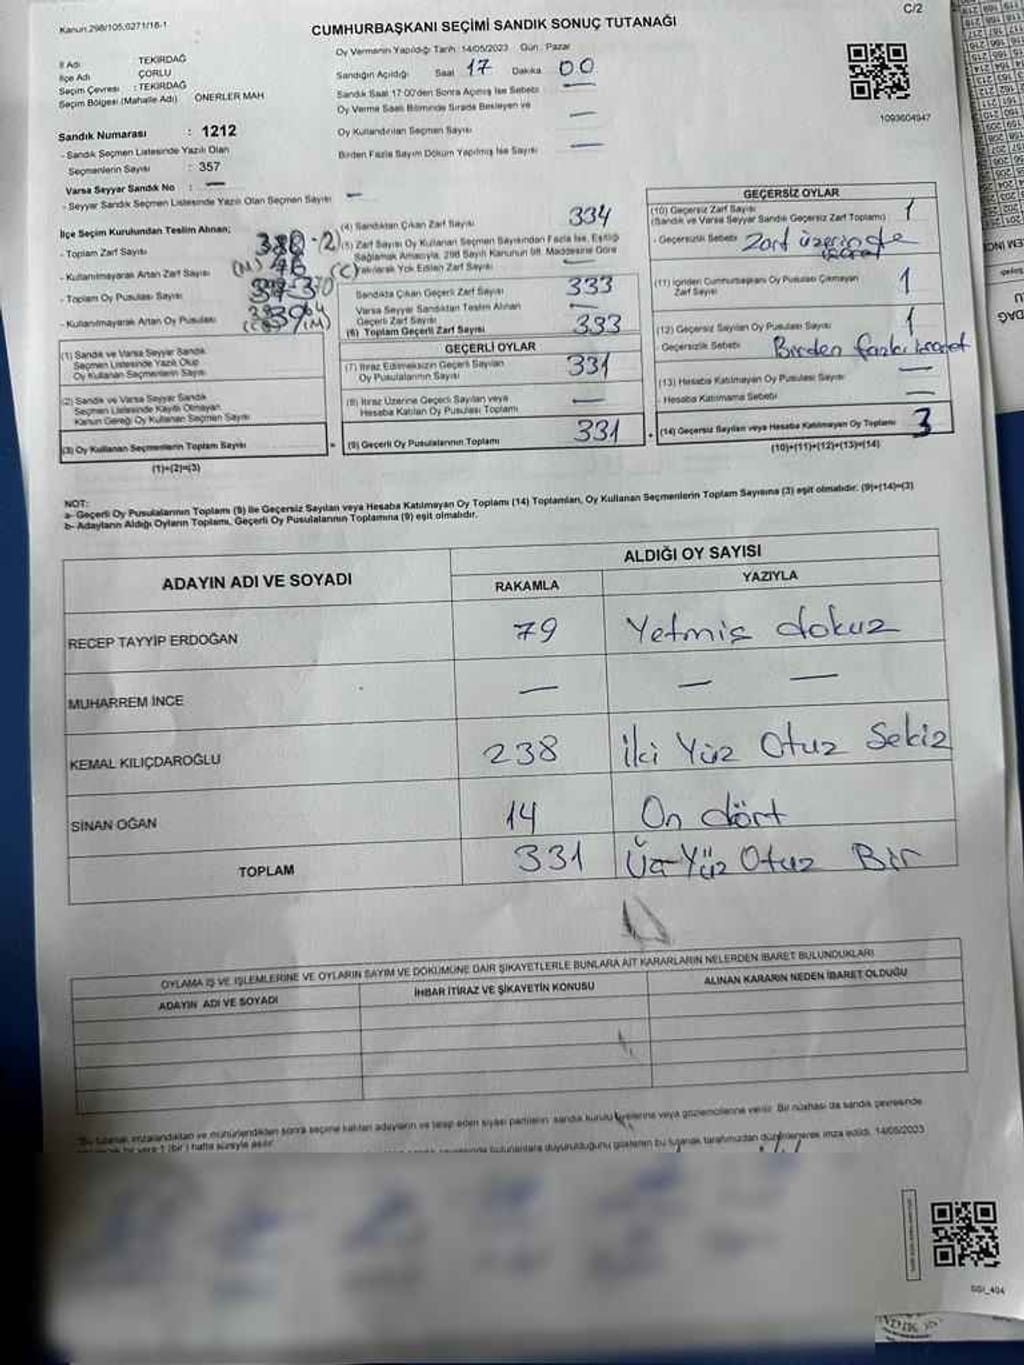 Kanun:298/105;0271/16-1
CUMHURBAŞKANI SEÇİMİ SANDIK SONUÇ TUTANAĞI
C/2
İl Adı TEKİRDAĞ
İlçe Adı ÇORLU
Seçim Çevresi : TEKİRDAĞ
Seçim Bölgesi (Mahalle Adı) ÖNERLER MAH
Sandık Numarası : 1212
- Sandık Seçmen Listesinde Yazılı Olan
Seçmenlerin Sayısı : 357
Varsa Seyyar Sandık No : —
- Seyyar Sandık Seçmen Listesinde Yazılı Olan Seçmen Sayısı —
Oy Vermenin Yapıldığı Tarih :14/05/2023 Gün : Pazar
Sandığın Açıldığı Saat 17 Dakika 00
Sandık Saat 17:00'den Sonra Açılmış İse Sebebi —
Oy Verme Saati Bitiminde Sırada Bekleyen ve —
Oy Kullandırılan Seçmen Sayısı
Birden Fazla Sayım Döküm Yapılmış İse Sayısı —
1093604947
İlçe Seçim Kurulundan Teslim Alınan;
- Toplam Zarf Sayısı
- Kullanılmayarak Artan Zarf Sayısı
- Toplam Oy Pusulası Sayısı
- Kullanılmayarak Artan Oy Pusulası
(1) Sandık ve Varsa Seyyar Sandık
Seçmen Listesinde Yazılı Olup
Oy Kullanan Seçmenlerin Sayısı
(2) Sandık ve Varsa Seyyar Sandık
Seçmen Listesinde Kayıtlı Olmayan
Kanun Gereği Oy Kullanan Seçmen Sayısı
(3) Oy Kullanan Seçmenlerin Toplam Sayısı
(1)+(2)=(3)
(4) Sandıktan Çıkan Zarf Sayısı 334
(5) Zarf Sayısı Oy Kullanan Seçmen Sayısından Fazla İse, Eşitliği
Sağlamak Amacıyla, 298 Sayılı Kanunun 98. Maddesine Göre
Yakılarak Yok Edilen Zarf Sayısı —
Sandıkta Çıkan Geçerli Zarf Sayısı 333
Varsa Seyyar Sandıktan Teslim Alınan
Geçerli Zarf Sayısı —
(6) Toplam Geçerli Zarf Sayısı 333
GEÇERLİ OYLAR
(7) İtiraz Edilmeksizin Geçerli Sayılan
Oy Pusulalarının Sayısı 331
(8) İtiraz Üzerine Geçerli Sayılan veya
Hesaba Katılan Oy Pusulası Toplamı —
(9) Geçerli Oy Pusulalarının Toplamı 331
GEÇERSİZ OYLAR
(10) Geçersiz Zarf Sayısı
(Sandık ve Varsa Seyyar Sandık Geçersiz Zarf Toplamı) 1
- Geçersizlik Sebebi Zarf üzerinde
(11) İçinden Cumhurbaşkanı Oy Pusulası Çıkmayan
Zarf Sayısı 1
(12) Geçersiz Sayılan Oy Pusulası Sayısı 1
- Geçersizlik Sebebi Birden fazla
(13) Hesaba Katılmayan Oy Pusulası Sayısı —
- Hesaba Katılmama Sebebi —
(14) Geçersiz Sayılan veya Hesaba Katılmayan Oy Toplamı 3
(10)+(11)+(12)+(13)=(14)
NOT:
a- Geçerli Oy Pusulalarının Toplamı (9) ile Geçersiz Sayılan veya Hesaba Katılmayan Oy Toplamı (14) Toplamları, Oy Kullanan Seçmenlerin Toplam Sayısına (3) eşit olmalıdır. (9)+(14)=(3)
b- Adayların Aldığı Oyların Toplamı, Geçerli Oy Pusulalarının Toplamına (9) eşit olmalıdır.
ADAYIN ADI VE SOYADI ALDIĞI OY SAYISI
RAKAMLA YAZIYLA
RECEP TAYYİP ERDOĞAN 79 Yetmiş dokuz
MUHARREM İNCE — — —
KEMAL KILIÇDAROĞLU 238 İki Yüz Otuz Sekiz
SİNAN OĞAN 14 On dört
TOPLAM 331 Üç Yüz Otuz Bir
OYLAMA İŞ VE İŞLEMLERİNE VE OYLARIN SAYIM VE DÖKÜMÜNE DAİR ŞİKAYETLERLE BUNLARA AİT KARARLARIN NELERDEN İBARET BULUNDUKLARI
ADAYIN ADI VE SOYADI İHBAR İTİRAZ VE ŞİKAYETİN KONUSU ALINAN KARARIN NEDEN İBARET OLDUĞU
Bu tutanak imzalandıktan ve mühürlendikten sonra seçime katılan adayların ve talep eden siyasi partilerin sandık kurulu üyelerine veya gözlemcilerine verilir. Bir nüshası da sandık çevresinde
bir yere 1 (bir) hafta süreyle asılır.
bulunanlara duyurulduğunu gösteren bu tutanak tarafımızdan düzenlenerek imza edildi. 14/05/2023
SSI_404